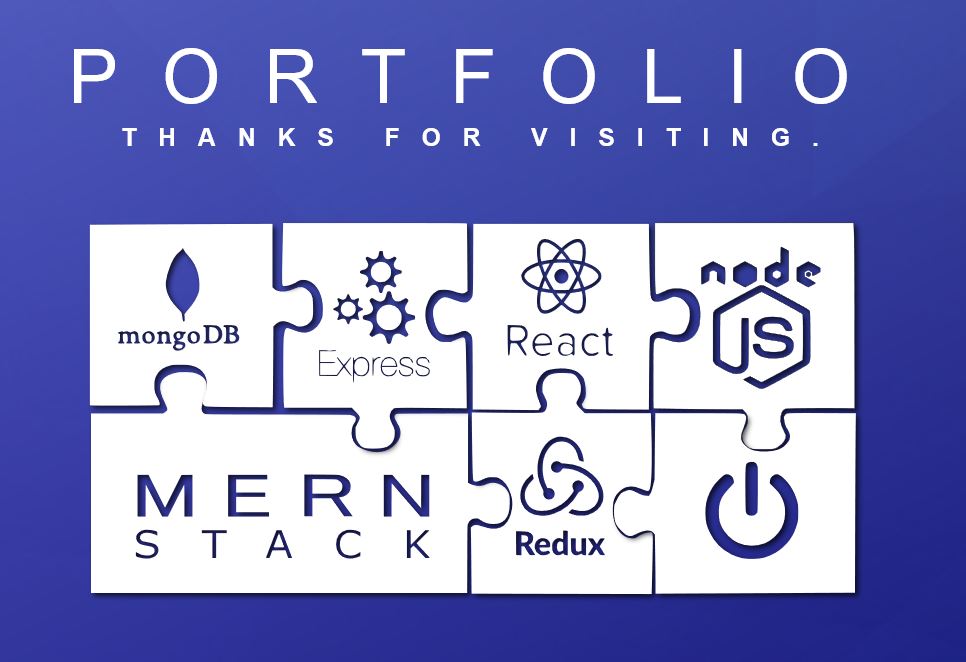 PORTFOLIO
THANKS FOR VISITING.
mongoDB
Express
React
node
JS
MERN
STACK
Redux